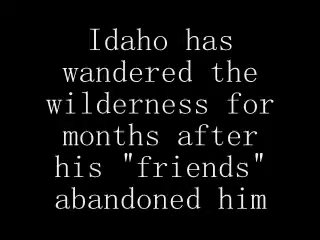 Idaho has
wandered the
wilderness for
months after
his "friends"
abandoned him